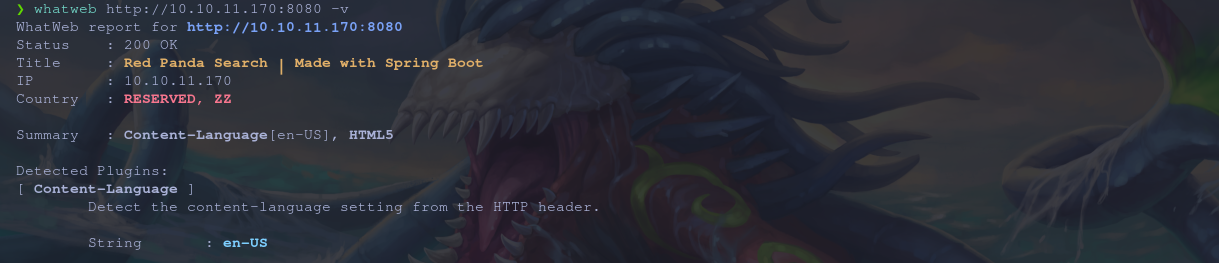 ❯ whatweb http://10.10.11.170:8080 -v
WhatWeb report for http://10.10.11.170:8080
Status    : 200 OK
Title     : Red Panda Search | Made with Spring Boot
IP        : 10.10.11.170
Country   : RESERVED, ZZ
Summary   : Content-Language[en-US], HTML5
Detected Plugins:
[ Content-Language ]
        Detect the content-language setting from the HTTP header.
        String       : en-US